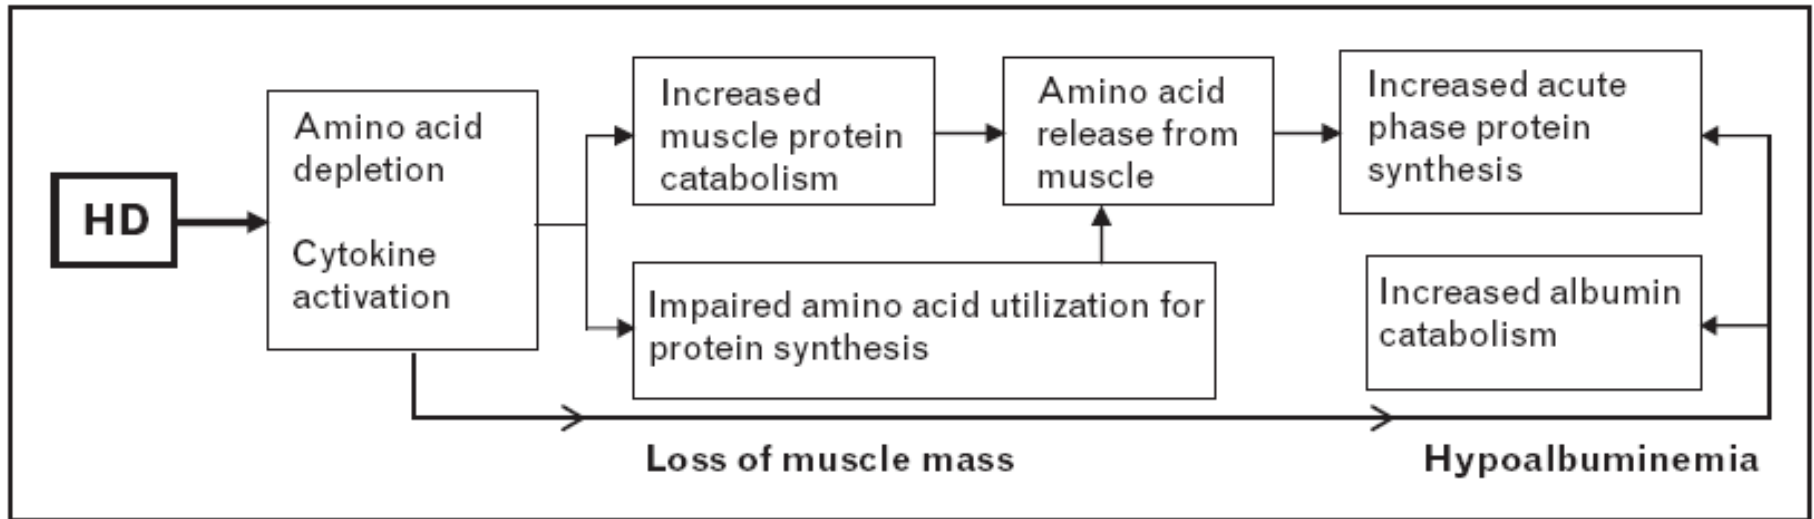 HD
Amino acid
depletion
Cytokine
activation
Increased
muscle protein
catabolism
Impaired amino acid utilization for
protein synthesis
Amino acid
release from
muscle
Increased acute
phase protein
synthesis
Increased albumin
catabolism
Loss of muscle mass
Hypoalbuminemia